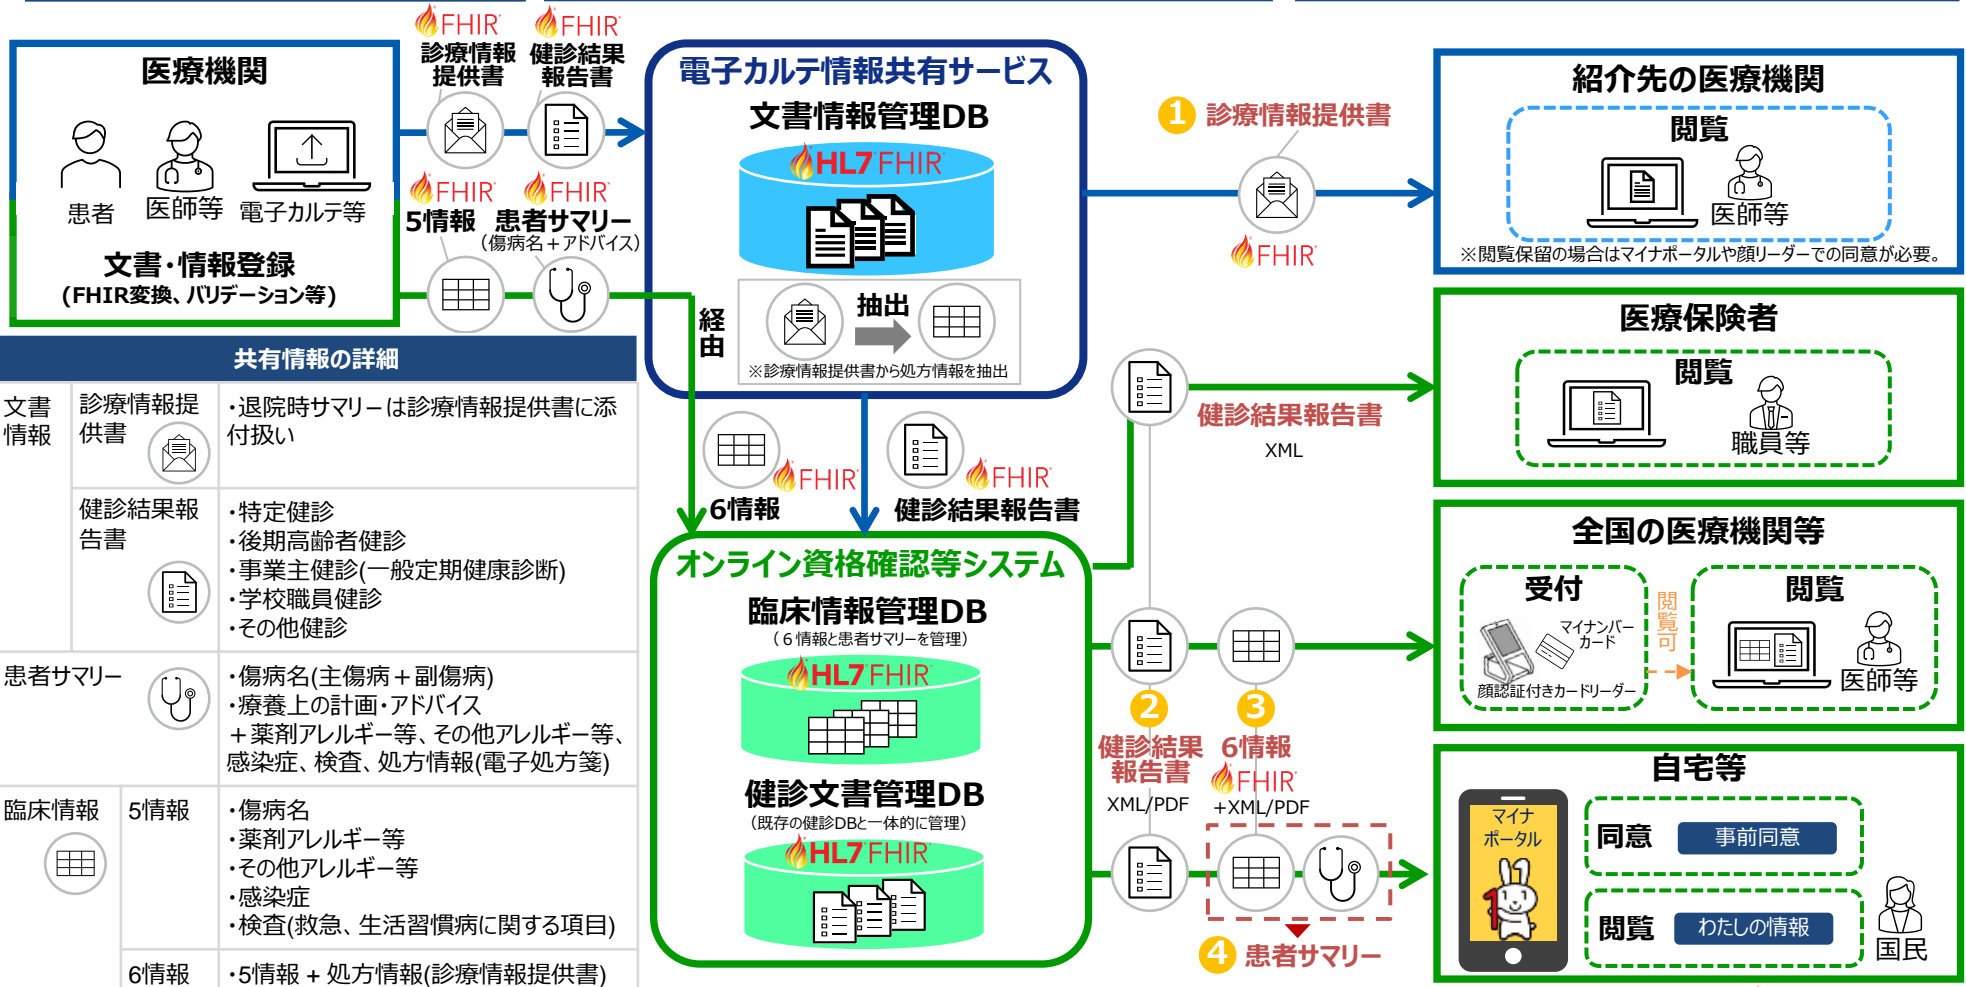 FHIR
診療情報
提供書
FHIR
健診結果
報告書
医療機関
患者
医師等
電子カルテ等
文書・情報登録
(FHIR変換、バリデーション等)
FHIR
5情報
FHIR
患者サマリー
(傷病名+アドバイス)
電子カルテ情報共有サービス
文書情報管理DB
HL7 FHIR
抽出
※診療情報提供書から処方情報を抽出
経由
1 診療情報提供書
FHIR
紹介先の医療機関
閲覧
医師等
※閲覧保留の場合はマイナポータルや顔リーダーでの同意が必要。
医療保険者
閲覧
職員等
健診結果報告書
XML
6情報
FHIR
健診結果報告書
FHIR
オンライン資格確認等システム
臨床情報管理DB
(6情報と患者サマリーを管理)
HL7 FHIR
健診文書管理DB
(既存の健診DBと一体的に管理)
HL7 FHIR
全国の医療機関等
受付
マイナンバー
カード
顔認証付きカードリーダー
閲覧可
閲覧
医師等
2
健診結果
報告書
XML/PDF
3
6情報
FHIR
+XML/PDF
4 患者サマリー
自宅等
マイナ
ポータル
同意
事前同意
閲覧
わたしの情報
国民
共有情報の詳細
文書
情報
診療情報提
供書
・退院時サマリーは診療情報提供書に添
付扱い
健診結果報
告書
・特定健診
・後期高齢者健診
・事業主健診(一般定期健康診断)
・学校職員健診
・その他健診
患者サマリー
・傷病名(主傷病+副傷病)
・療養上の計画・アドバイス
+薬剤アレルギー等、その他アレルギー等、
感染症、検査、処方情報(電子処方箋)
臨床情報
5情報
・傷病名
・薬剤アレルギー等
・その他アレルギー等
・感染症
・検査(救急、生活習慣病に関する項目)
6情報
・5情報 + 処方情報(診療情報提供書)